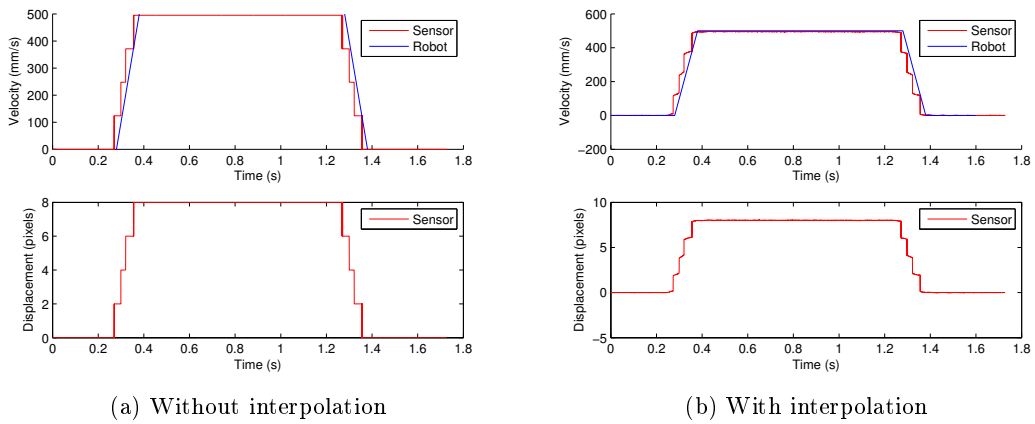 500
400
300
200
100
0
Velocity (mm/s)
0 0.2 0.4 0.6 0.8 1 1.2 1.4 1.6 1.8
Time (s)
Sensor
Robot
8
6
4
2
0
Displacement (pixels)
0 0.2 0.4 0.6 0.8 1 1.2 1.4 1.6 1.8
Time (s)
Sensor
(a) Without interpolation
600
400
200
0
−200
Velocity (mm/s)
0 0.2 0.4 0.6 0.8 1 1.2 1.4 1.6 1.8
Time (s)
Sensor
Robot
10
5
0
−5
Displacement (pixels)
0 0.2 0.4 0.6 0.8 1 1.2 1.4 1.6 1.8
Time (s)
Sensor
(b) With interpolation